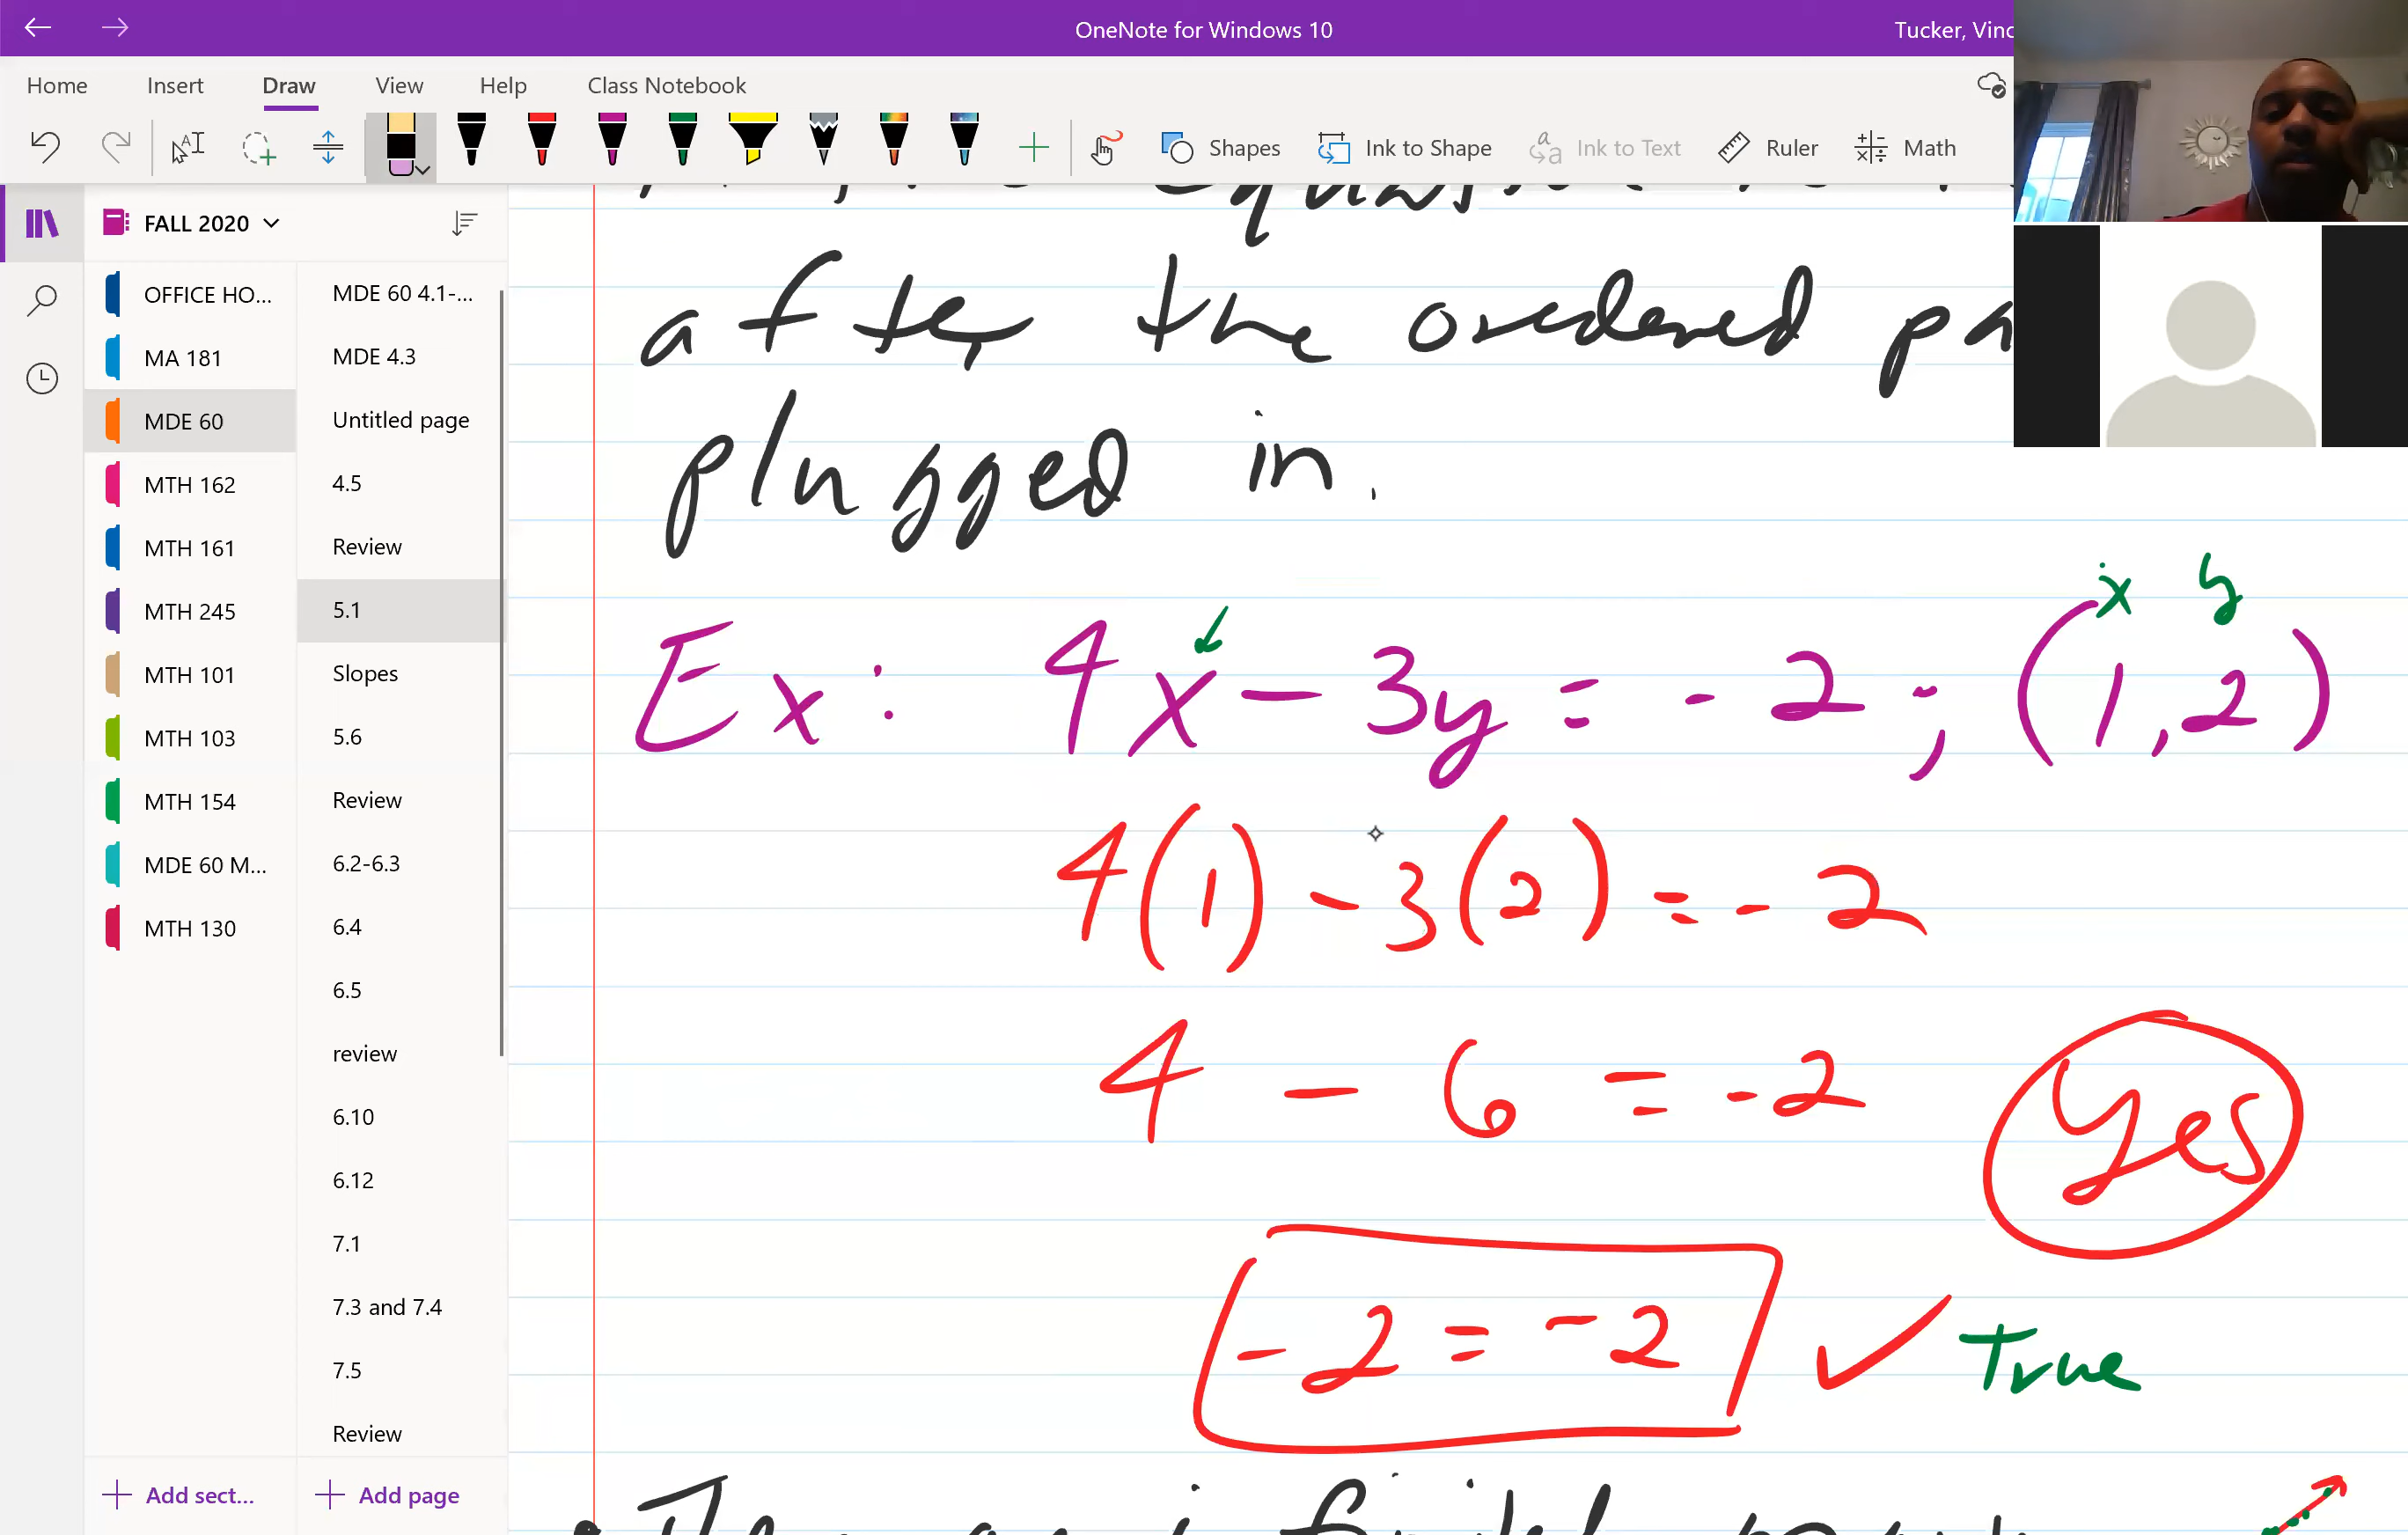 OneNote for Windows 10
Tucker, Vinc
Home Insert Draw View Help Class Notebook
Shapes Ink to Shape Ink to Text Ruler Math
FALL 2020
OFFICE HO...
MA 181
MDE 60
MTH 162
MTH 161
MTH 245
MTH 101
MTH 103
MTH 154
MDE 60 M...
MTH 130
Add sect...
MDE 60 4.1-...
MDE 4.3
Untitled page
4.5
Review
5.1
Slopes
5.6
Review
6.2-6.3
6.4
6.5
review
6.10
6.12
7.1
7.3 and 7.4
7.5
Review
Add page
after the ordered pa
plugged in.
x y
Ex: 4x - 3y = -2 ; (1,2)
4(1) - 3(2) = -2
4 - 6 = -2
Yes
-2 = -2 ✓ True